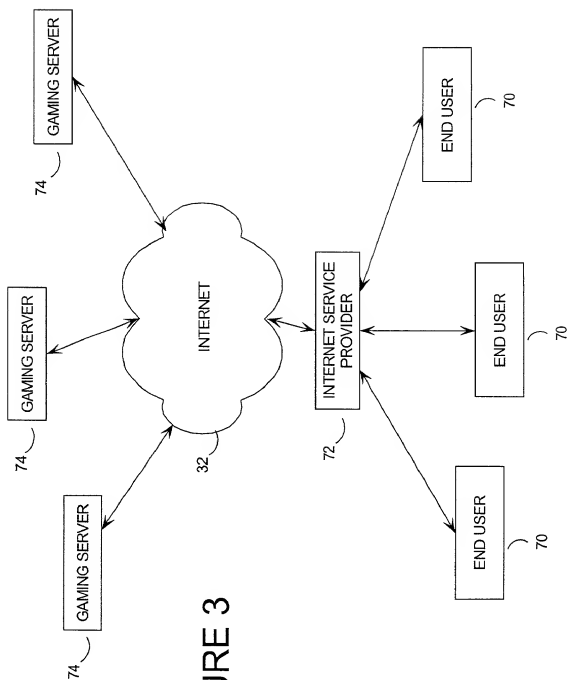 GAMING SERVER
74
GAMING SERVER
74
GAMING SERVER
74
INTERNET
32
INTERNET SERVICE
PROVIDER
72
END USER
70
END USER
70
END USER
70
URE 3